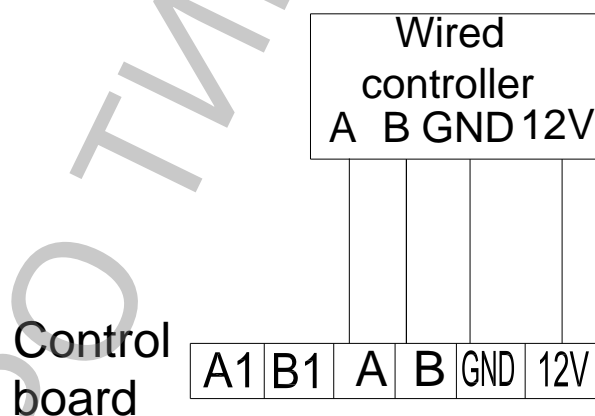 Wired
controller
A B GND 12V
Control
board
A1 B1 A B GND 12V